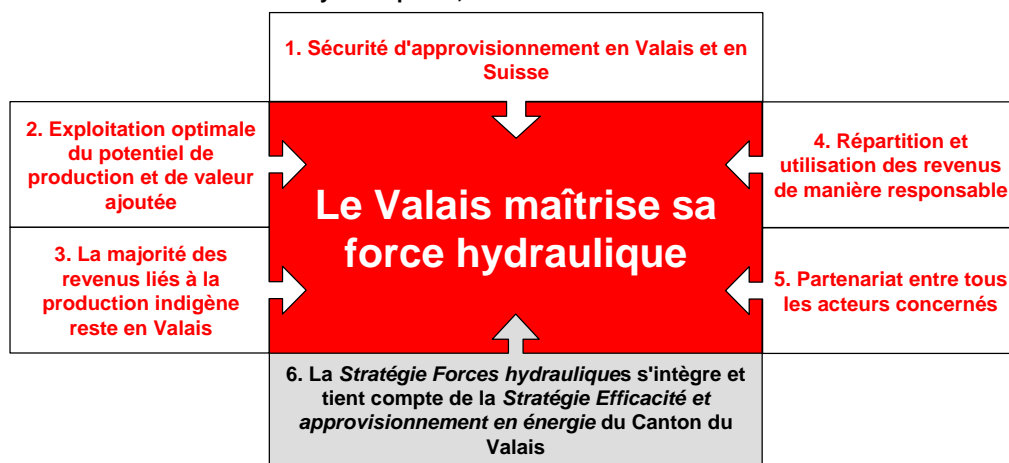 1. Sécurité d'approvisionnement en Valais et en
Suisse
2. Exploitation optimale
du potentiel de
production et de valeur
ajoutée
3. La majorité des
revenus liés à la
production indigène
reste en Valais
Le Valais maîtrise sa
force hydraulique
4. Répartition et
utilisation des revenus
de manière responsable
5. Partenariat entre tous
les acteurs concernés
6. La Stratégie Forces hydrauliques s'intègre et
tient compte de la Stratégie Efficacité et
approvisionnement en énergie du Canton du
Valais